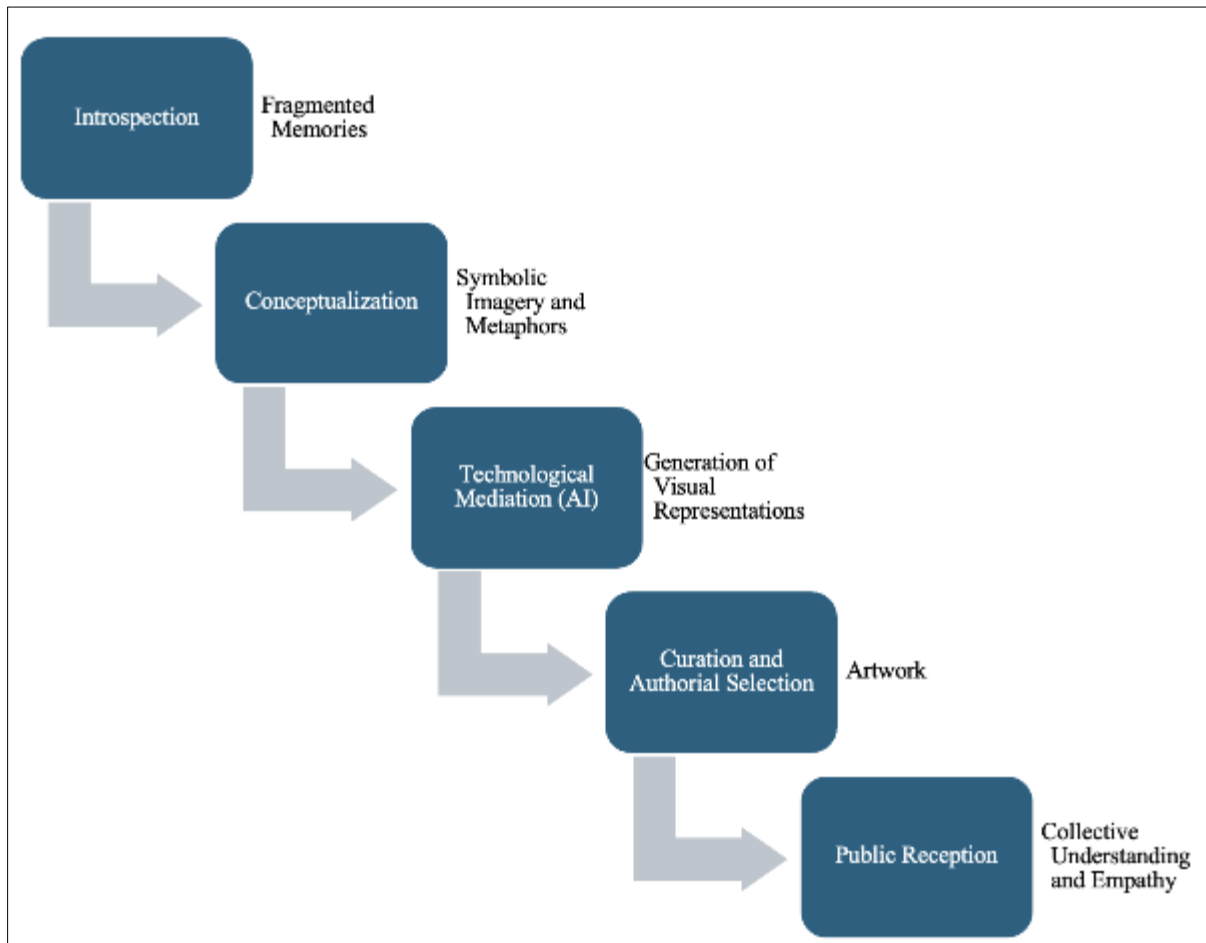 Introspection
Fragmented
Memories
Conceptualization
Symbolic
Imagery and
Metaphors
Technological
Mediation (AI)
Generation of
Visual
Representations
Curation and
Authorial Selection
Artwork
Public Reception
Collective
Understanding
and Empathy